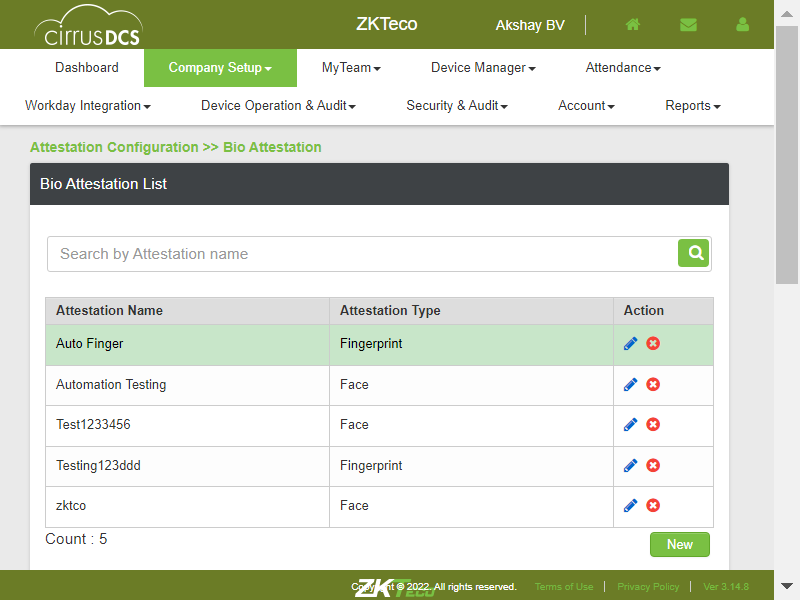 cirrusDCS
ZKTeco
Akshay BV
Dashboard
Company Setup
MyTeam
Device Manager
Attendance
Workday Integration
Device Operation & Audit
Security & Audit
Account
Reports
Attestation Configuration >> Bio Attestation
Bio Attestation List
Search by Attestation name
Attestation Name Attestation Type Action
Auto Finger Fingerprint
Automation Testing Face
Test1233456 Face
Testing123ddd Fingerprint
zktco Face
Count : 5
New
ZKTeco
© 2022. All rights reserved.
Terms of Use
Privacy Policy
Ver 3.14.8